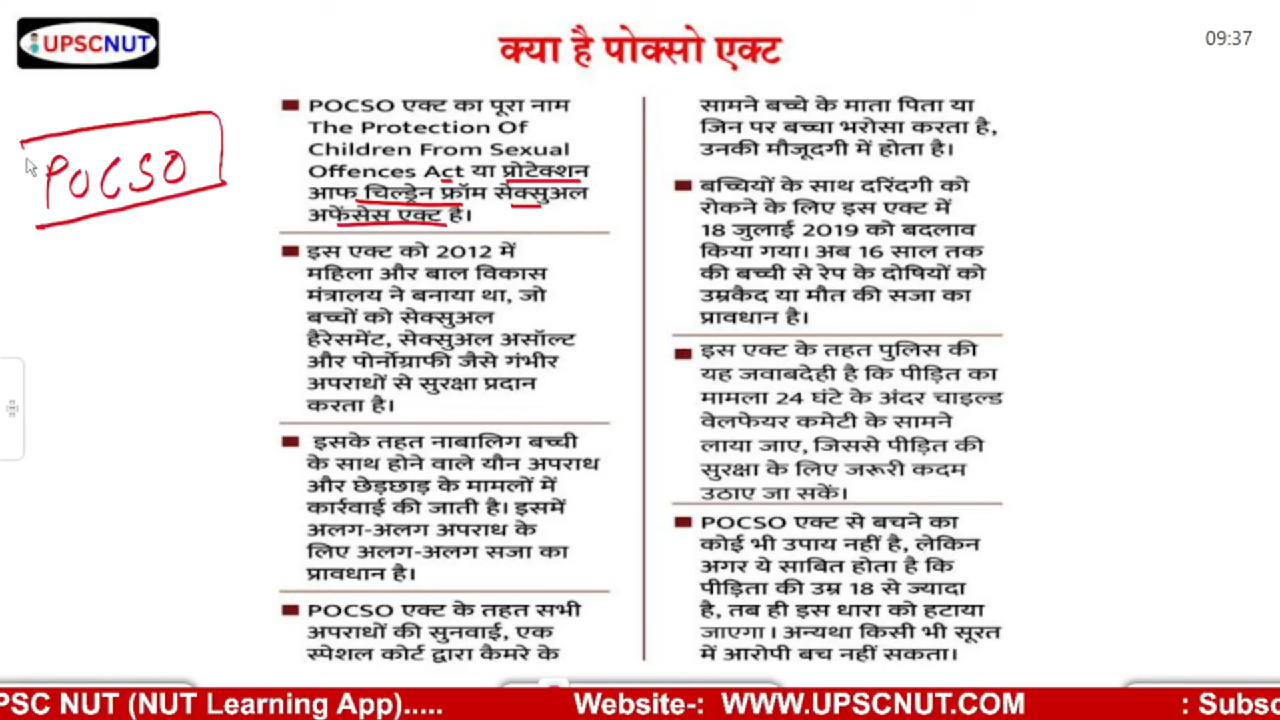 UPSCNUT
क्या है पोक्सो एक्ट
09:37
POCSO
POCSO एक्ट का पूरा नाम
The Protection Of
Children From Sexual
Offences Act या प्रोटेक्शन
आफ चिल्ड्रेन फ्रॉम सेक्सुअल
अफेंसेस एक्ट है।
इस एक्ट को 2012 में
महिला और बाल विकास
मंत्रालय ने बनाया था, जो
बच्चों को सेक्सुअल
हैरेसमेंट, सेक्सुअल असॉल्ट
और पोर्नोग्राफी जैसे गंभीर
अपराधों से सुरक्षा प्रदान
करता है।
इसके तहत नाबालिग बच्ची
के साथ होने वाले यौन अपराध
और छेड़छाड़ के मामलों में
कार्रवाई की जाती है। इसमें
अलग-अलग अपराध के
लिए अलग-अलग सजा का
प्रावधान है।
POCSO एक्ट के तहत सभी
अपराधों की सुनवाई, एक
स्पेशल कोर्ट द्वारा कैमरे के
सामने बच्चे के माता पिता या
जिन पर बच्चा भरोसा करता है,
उनकी मौजूदगी में होता है।
बच्चियों के साथ दरिंदगी को
रोकने के लिए इस एक्ट में
18 जुलाई 2019 को बदलाव
किया गया। अब 16 साल तक
की बच्ची से रेप के दोषियों को
उम्रकैद या मौत की सजा का
प्रावधान है।
इस एक्ट के तहत पुलिस की
यह जवाबदेही है कि पीड़ित का
मामला 24 घंटे के अंदर चाइल्ड
वेलफेयर कमेटी के सामने
लाया जाए, जिससे पीड़ित की
सुरक्षा के लिए जरूरी कदम
उठाए जा सकें।
POCSO एक्ट से बचने का
कोई भी उपाय नहीं है, लेकिन
अगर ये साबित होता है कि
पीड़िता की उम्र 18 से ज्यादा
है, तब ही इस धारा को हटाया
जाएगा। अन्यथा किसी भी सूरत
में आरोपी बच नहीं सकता।
PSC NUT (NUT Learning App)..... Website-: WWW.UPSCNUT.COM : Subsc